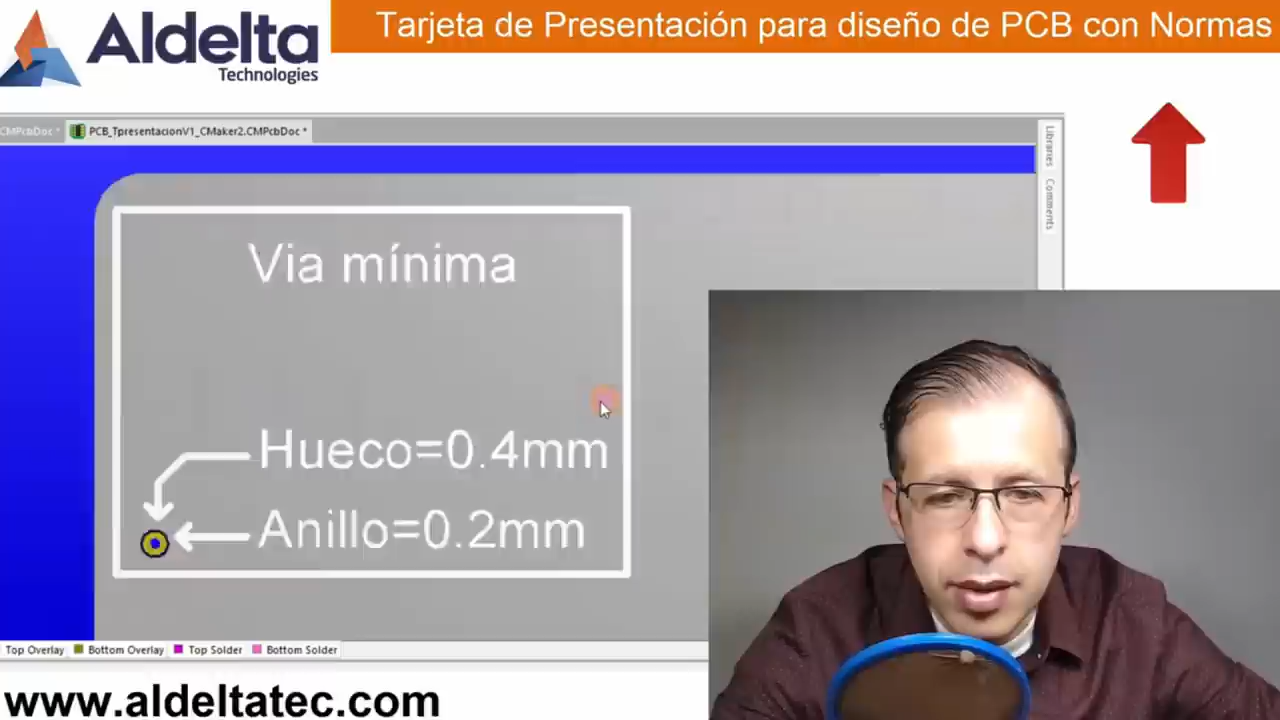 Aldelta
Technologies
Tarjeta de Presentación para diseño de PCB con Normas
CMPcbDoc *
PCB_TpresentacionV1_CMaker2.CMPcbDoc *
Libraries
Comments
Via mínima
Hueco=0.4mm
Anillo=0.2mm
Top Overlay
Bottom Overlay
Top Solder
Bottom Solder
www.aldeltatec.com